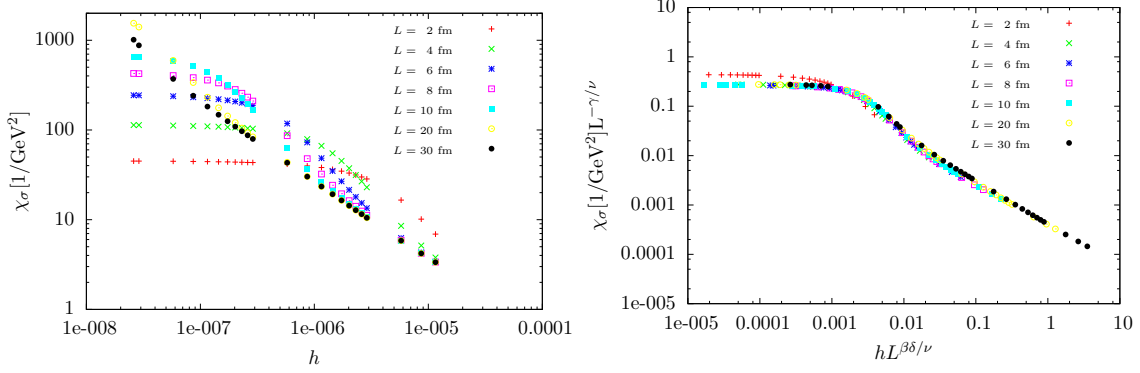 χσ[1/GeV²]
1000
100
10
1
1e-008
1e-007
1e-006
1e-005
0.0001
h
L = 2 fm
L = 4 fm
L = 6 fm
L = 8 fm
L = 10 fm
L = 20 fm
L = 30 fm
χσ[1/GeV²]L^{−γ/ν}
10
1
0.1
0.01
0.001
0.0001
1e-005
1e-005
0.0001
0.001
0.01
0.1
1
10
hL^{βδ/ν}
L = 2 fm
L = 4 fm
L = 6 fm
L = 8 fm
L = 10 fm
L = 20 fm
L = 30 fm